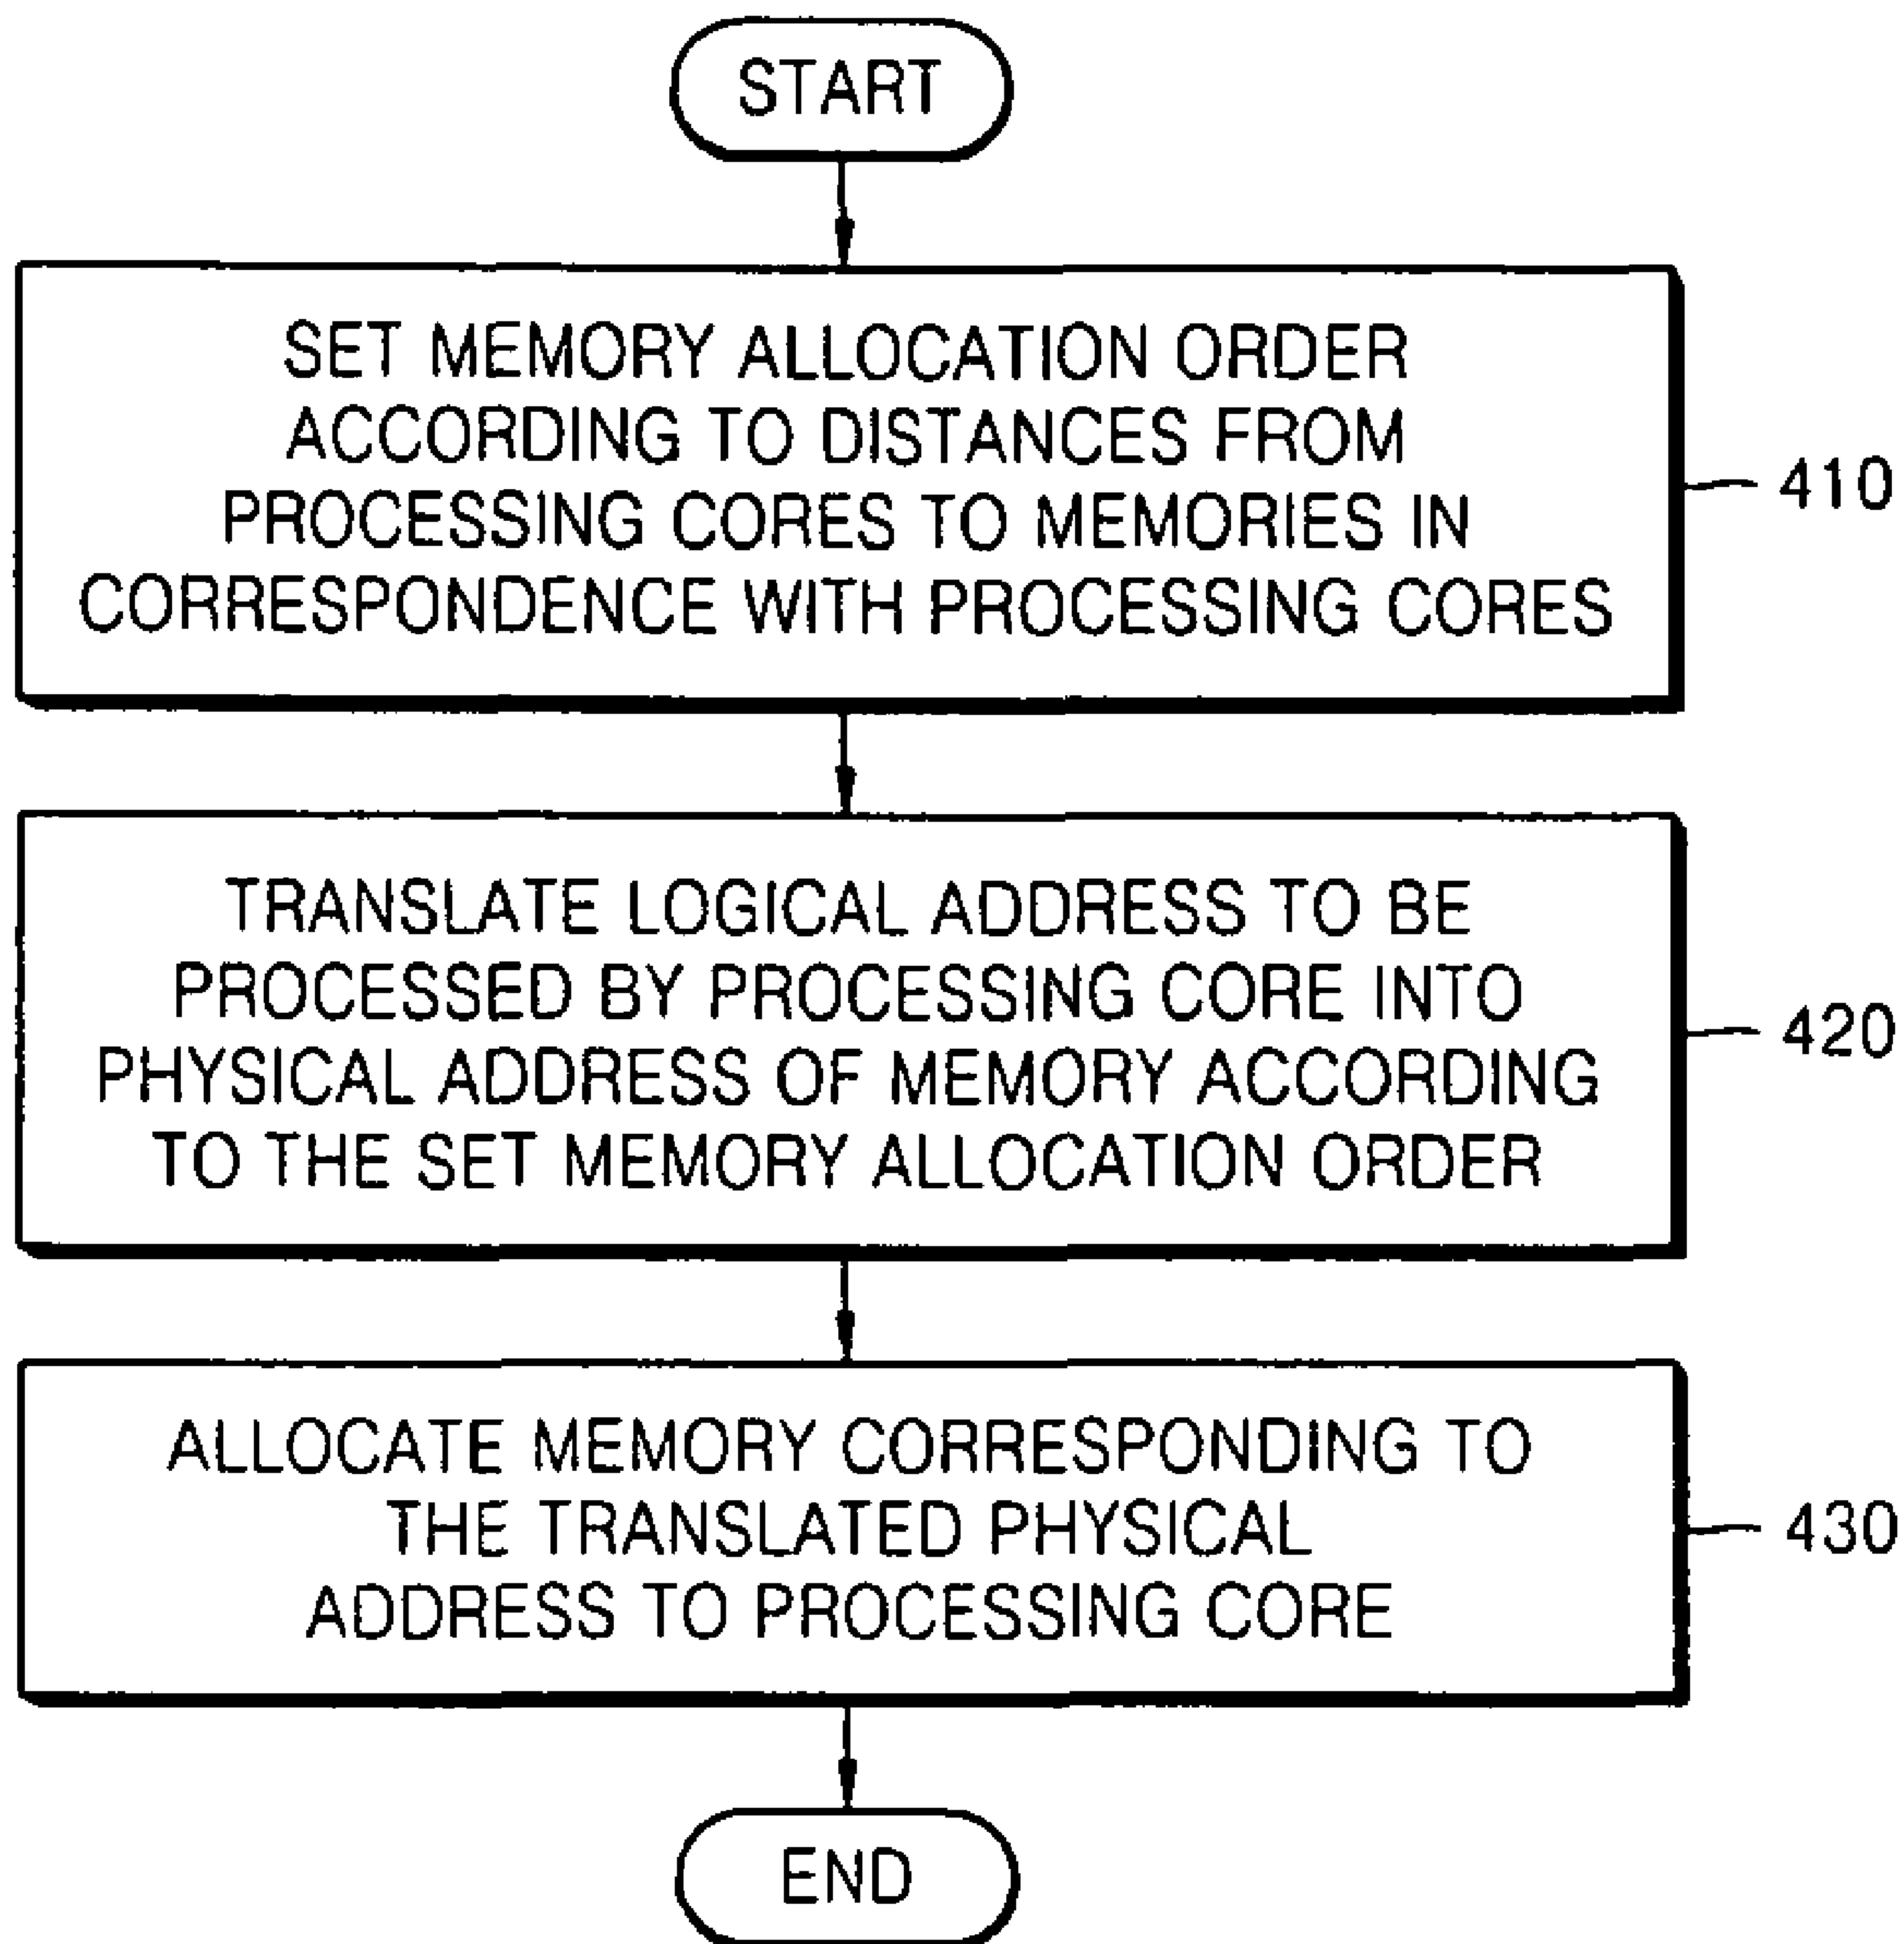 START
SET MEMORY ALLOCATION ORDER
ACCORDING TO DISTANCES FROM
PROCESSING CORES TO MEMORIES IN
CORRESPONDENCE WITH PROCESSING CORES
410
TRANSLATE LOGICAL ADDRESS TO BE
PROCESSED BY PROCESSING CORE INTO
PHYSICAL ADDRESS OF MEMORY ACCORDING
TO THE SET MEMORY ALLOCATION ORDER
420
ALLOCATE MEMORY CORRESPONDING TO
THE TRANSLATED PHYSICAL
ADDRESS TO PROCESSING CORE
430
END